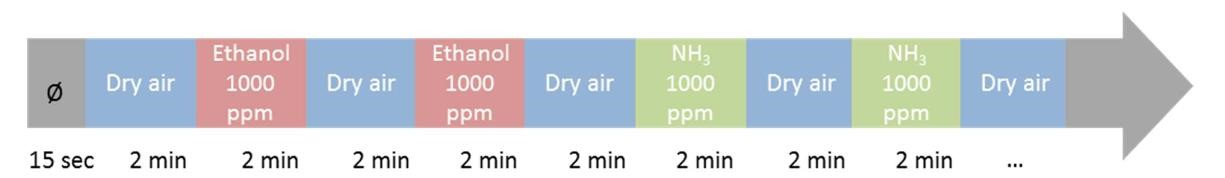 Ø
Dry air
Ethanol
1000
ppm
Dry air
Ethanol
1000
ppm
Dry air
NH₃
1000
ppm
Dry air
NH₃
1000
ppm
Dry air
15 sec 2 min 2 min 2 min 2 min 2 min 2 min 2 min 2 min ...